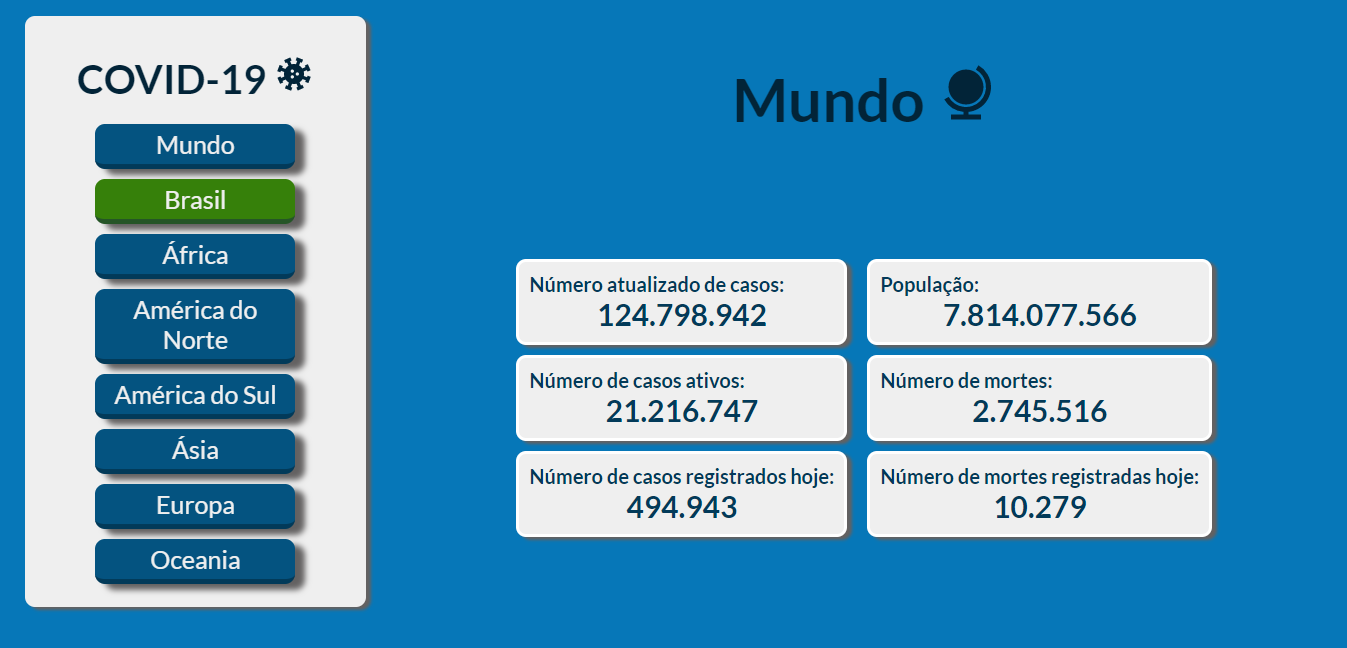 COVID-19
Mundo
Brasil
África
América do
Norte
América do Sul
Ásia
Europa
Oceania
Mundo
Número atualizado de casos:
124.798.942
População:
7.814.077.566
Número de casos ativos:
21.216.747
Número de mortes:
2.745.516
Número de casos registrados hoje:
494.943
Número de mortes registradas hoje:
10.279